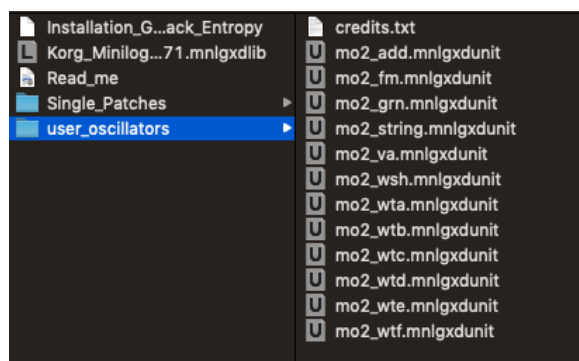 Installation_G...ack_Entropy
Korg_Minilog...71.mnlgxdlib
Read_me
Single_Patches
user_oscillators
credits.txt
mo2_add.mnlgxdunit
mo2_fm.mnlgxdunit
mo2_grn.mnlgxdunit
mo2_string.mnlgxdunit
mo2_va.mnlgxdunit
mo2_wsh.mnlgxdunit
mo2_wta.mnlgxdunit
mo2_wtb.mnlgxdunit
mo2_wtc.mnlgxdunit
mo2_wtd.mnlgxdunit
mo2_wte.mnlgxdunit
mo2_wtf.mnlgxdunit